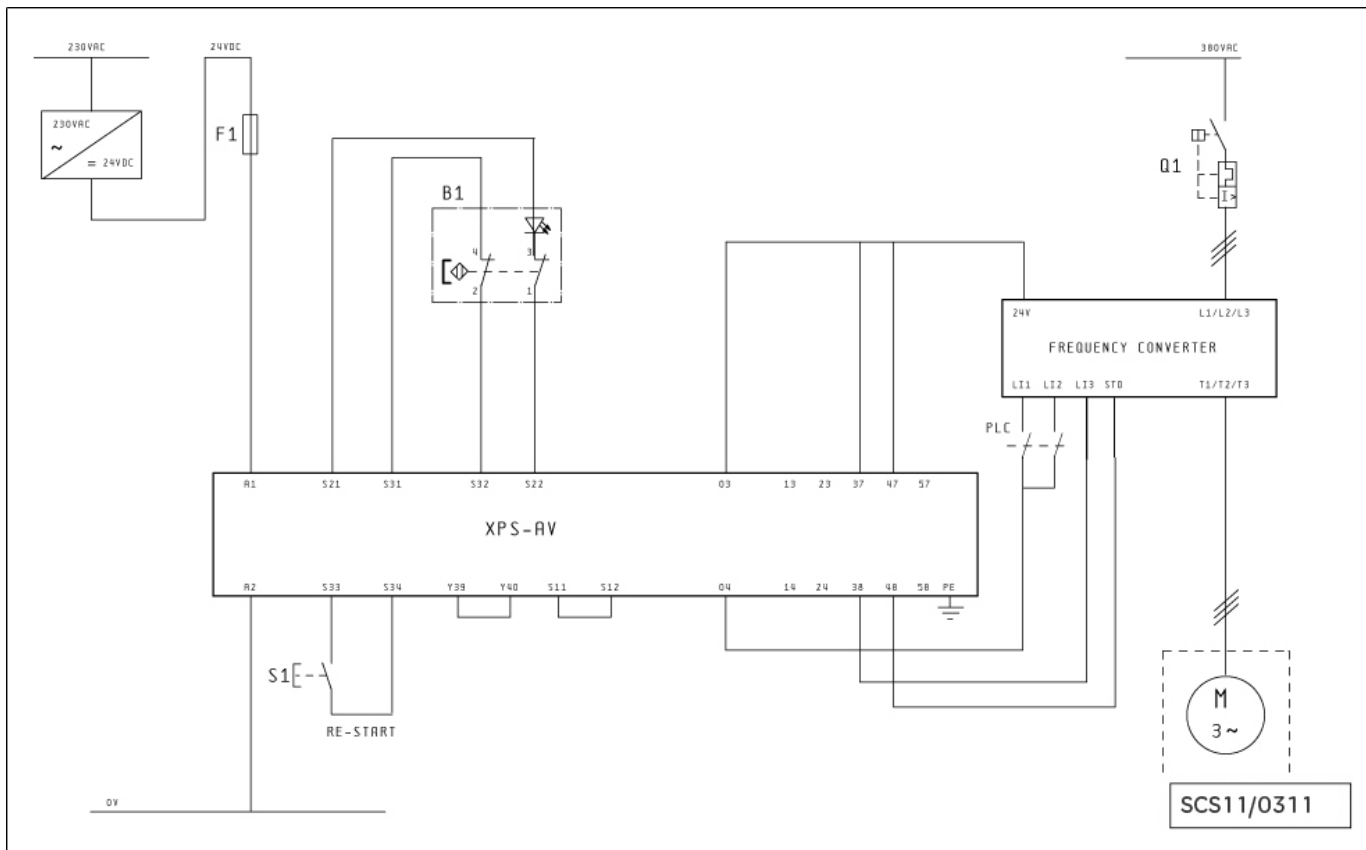 230VAC 24VDC 380VAC
230VAC
~
= 24VDC
F1
Q1
I>
B1
4 3
2 1
24V L1/L2/L3
FREQUENCY CONVERTER
LI1 LI2 LI3 STO T1/T2/T3
PLC
A1 S21 S31 S32 S22 03 13 23 37 47 57
XPS-AV
A2 S33 S34 Y39 Y40 S11 S12 04 14 24 38 48 58 PE
S1
RE-START
M
3~
0V
SCS11/0311